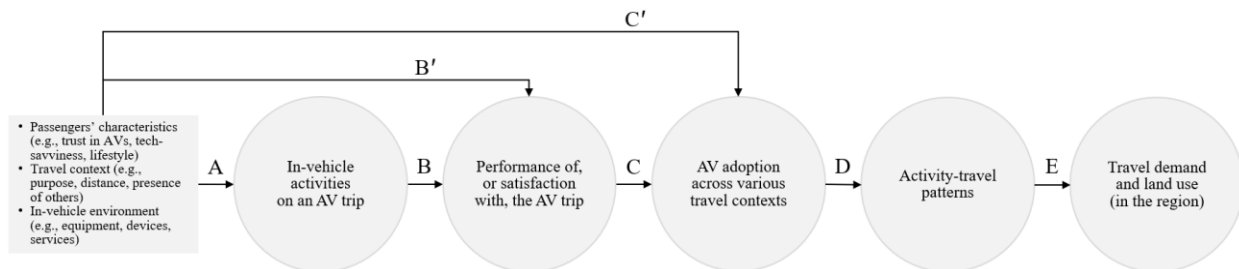 C′
B′
• Passengers’ characteristics
(e.g., trust in AVs, tech-
savviness, lifestyle)
• Travel context (e.g.,
purpose, distance, presence
of others)
• In-vehicle environment
(e.g., equipment, devices,
services)
A
In-vehicle
activities
on an AV trip
B
Performance of,
or satisfaction
with, the AV trip
C
AV adoption
across various
travel contexts
D
Activity-travel
patterns
E
Travel demand
and land use
(in the region)